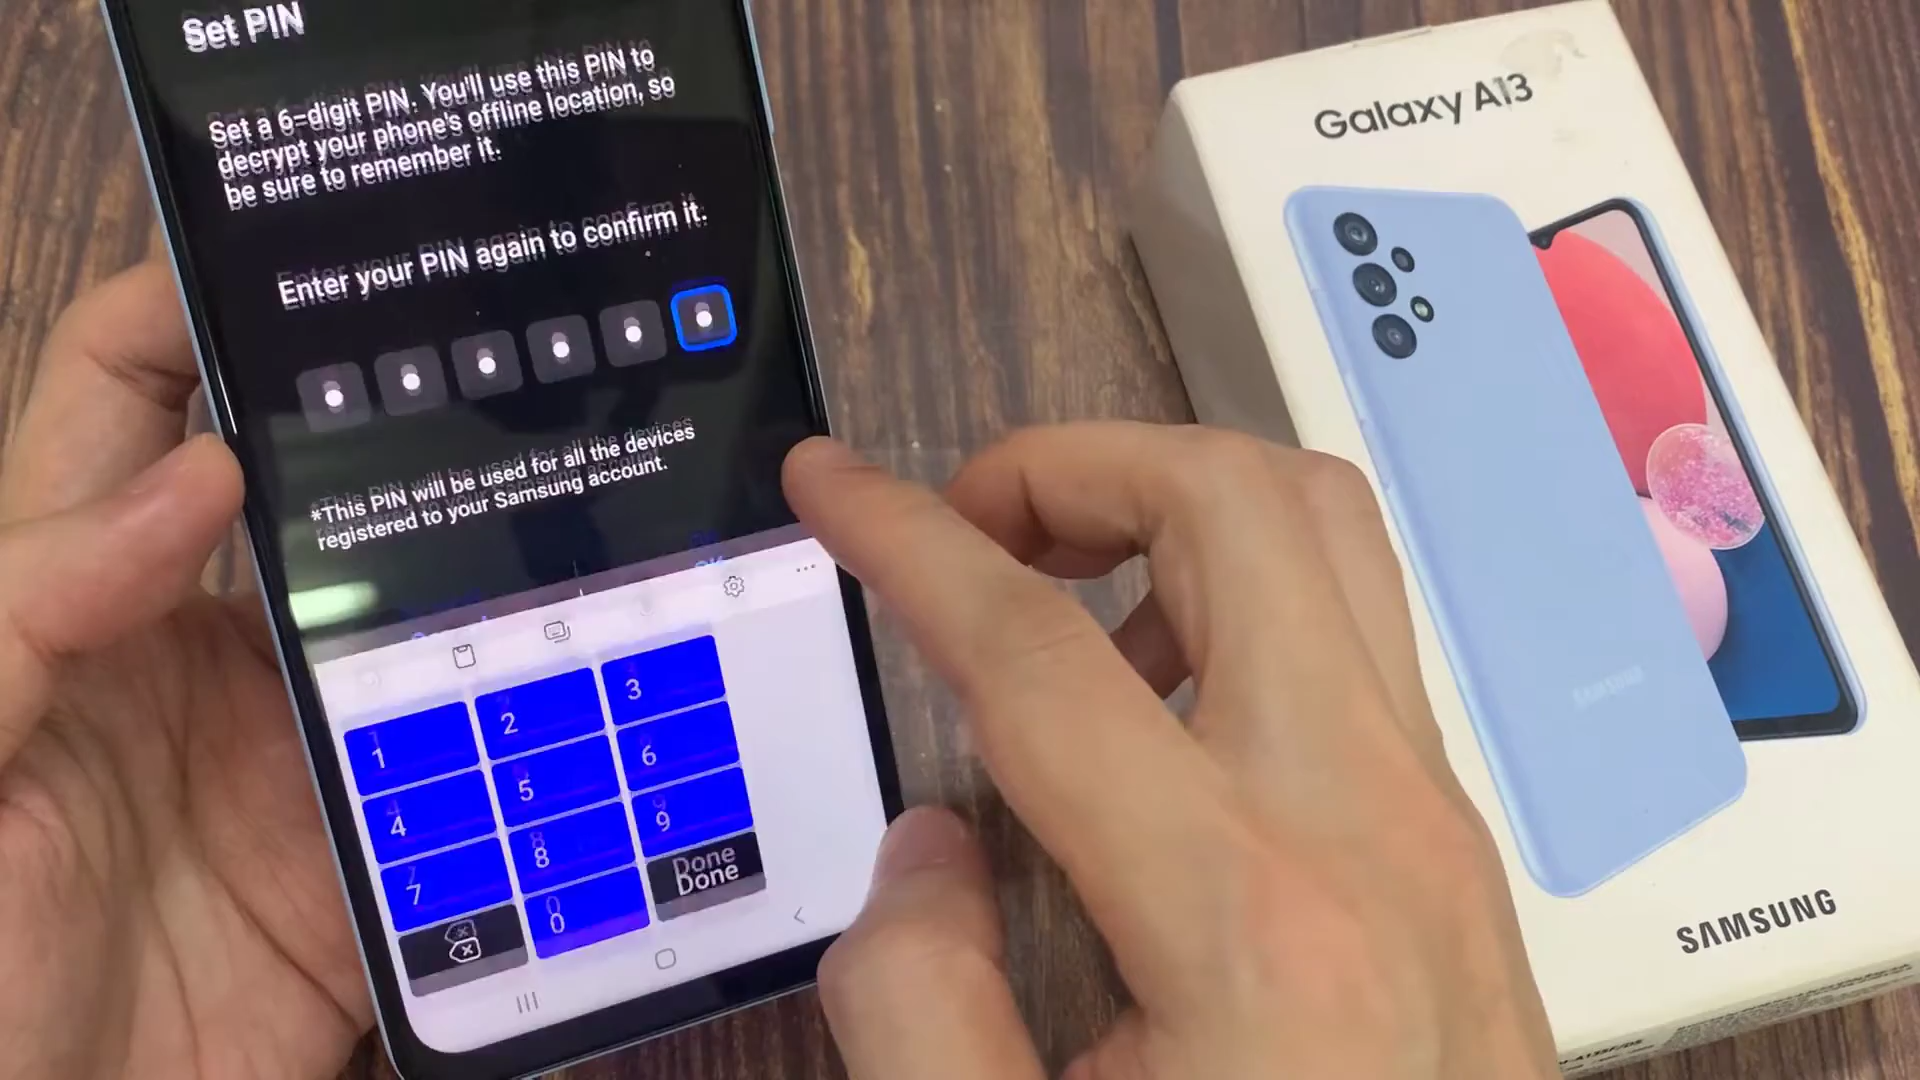 Set PIN
Set a 6-digit PIN. You'll use this PIN to
decrypt your phone's offline location, so
be sure to remember it.
Enter your PIN again to confirm it.
*This PIN will be used for all the devices
registered to your Samsung account.
1
2
3
4
5
6
7
8
9
0
Done
Galaxy A13
SAMSUNG
SAMSUNG